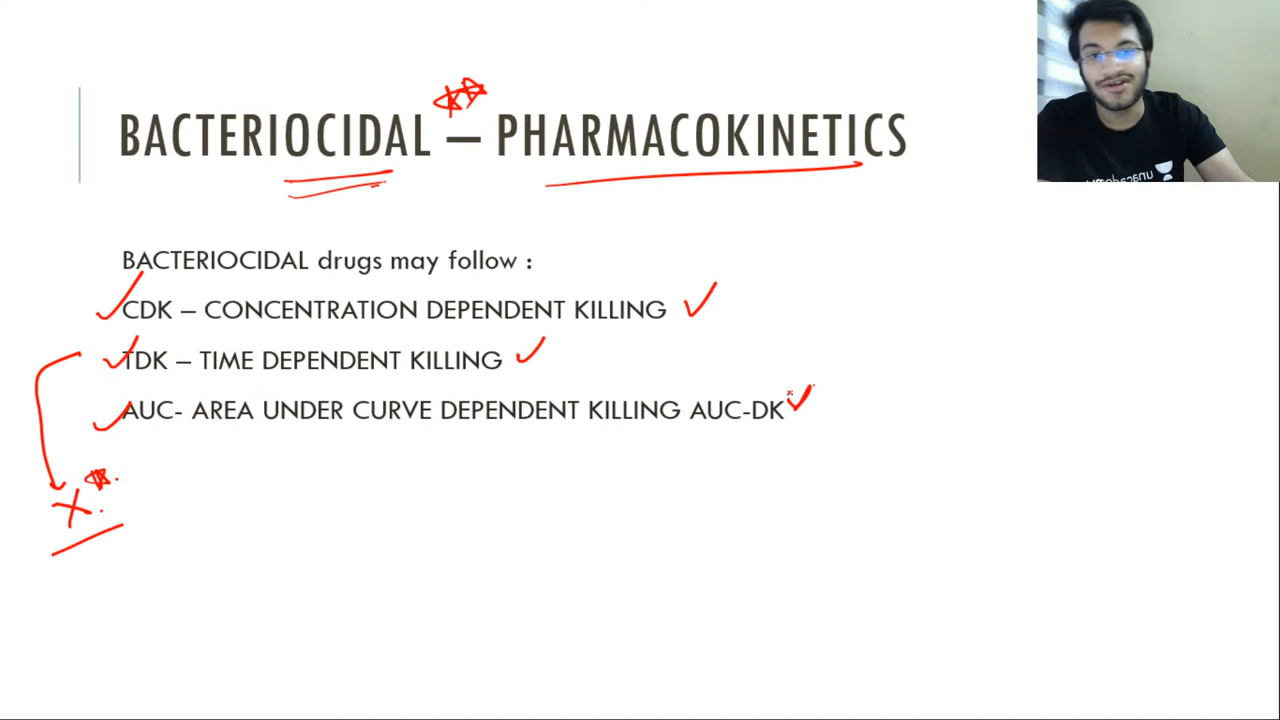 BACTERIOCIDAL – PHARMACOKINETICS
BACTERIOCIDAL drugs may follow :
CDK – CONCENTRATION DEPENDENT KILLING
TDK – TIME DEPENDENT KILLING
AUC- AREA UNDER CURVE DEPENDENT KILLING AUC-DK
X.